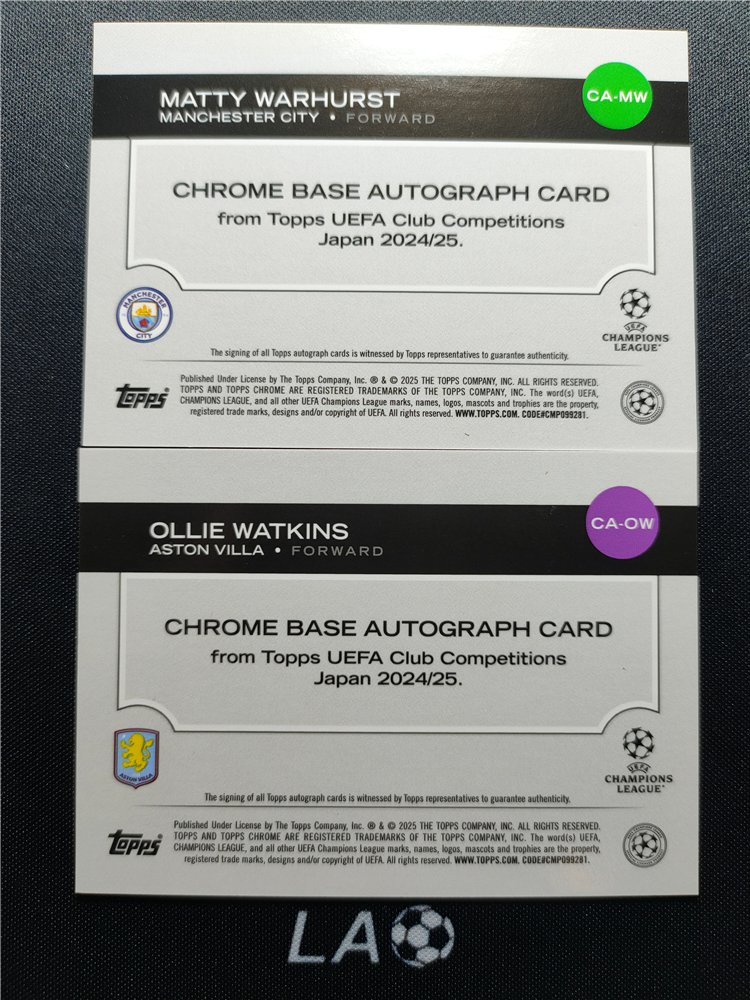 MATTY WARHURST
MANCHESTER CITY • FORWARD
CA-MW
CHROME BASE AUTOGRAPH CARD
from Topps UEFA Club Competitions
Japan 2024/25.
MANCHESTER
CITY
UEFA
CHAMPIONS
LEAGUE
The signing of all Topps autograph cards is witnessed by Topps representatives to guarantee authenticity.
topps
Published Under License by The Topps Company, Inc. ® & © 2025 THE TOPPS COMPANY, INC. ALL RIGHTS RESERVED.
TOPPS AND TOPPS CHROME ARE REGISTERED TRADEMARKS OF THE TOPPS COMPANY, INC. The word(s) UEFA,
CHAMPIONS LEAGUE, and all other UEFA Champions League marks, names, logos, mascots and trophies are the property,
registered trade marks, designs and/or copyright of UEFA. All rights reserved. WWW.TOPPS.COM. CODE#CMP099281.
OLLIE WATKINS
ASTON VILLA • FORWARD
CA-OW
CHROME BASE AUTOGRAPH CARD
from Topps UEFA Club Competitions
Japan 2024/25.
ASTON VILLA
UEFA
CHAMPIONS
LEAGUE
The signing of all Topps autograph cards is witnessed by Topps representatives to guarantee authenticity.
topps
Published Under License by The Topps Company, Inc. ® & © 2025 THE TOPPS COMPANY, INC. ALL RIGHTS RESERVED.
TOPPS AND TOPPS CHROME ARE REGISTERED TRADEMARKS OF THE TOPPS COMPANY, INC. The word(s) UEFA,
CHAMPIONS LEAGUE, and all other UEFA Champions League marks, names, logos, mascots and trophies are the property,
registered trade marks, designs and/or copyright of UEFA. All rights reserved. WWW.TOPPS.COM. CODE#CMP099281.
LA